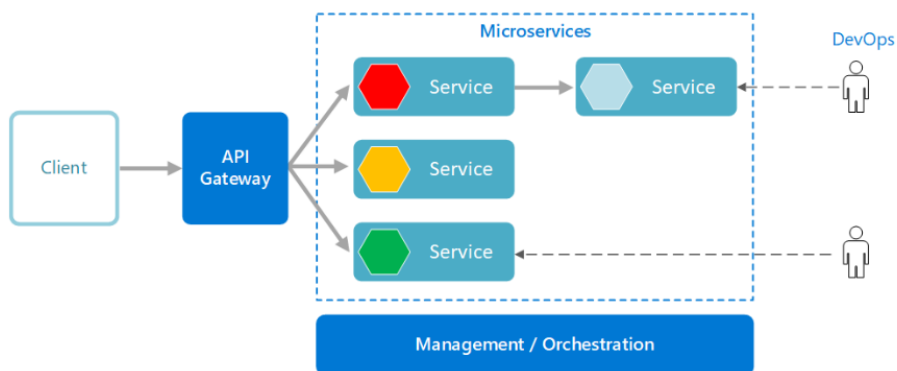 Microservices
DevOps
Service
Service
Client
API
Gateway
Service
Service
Management / Orchestration